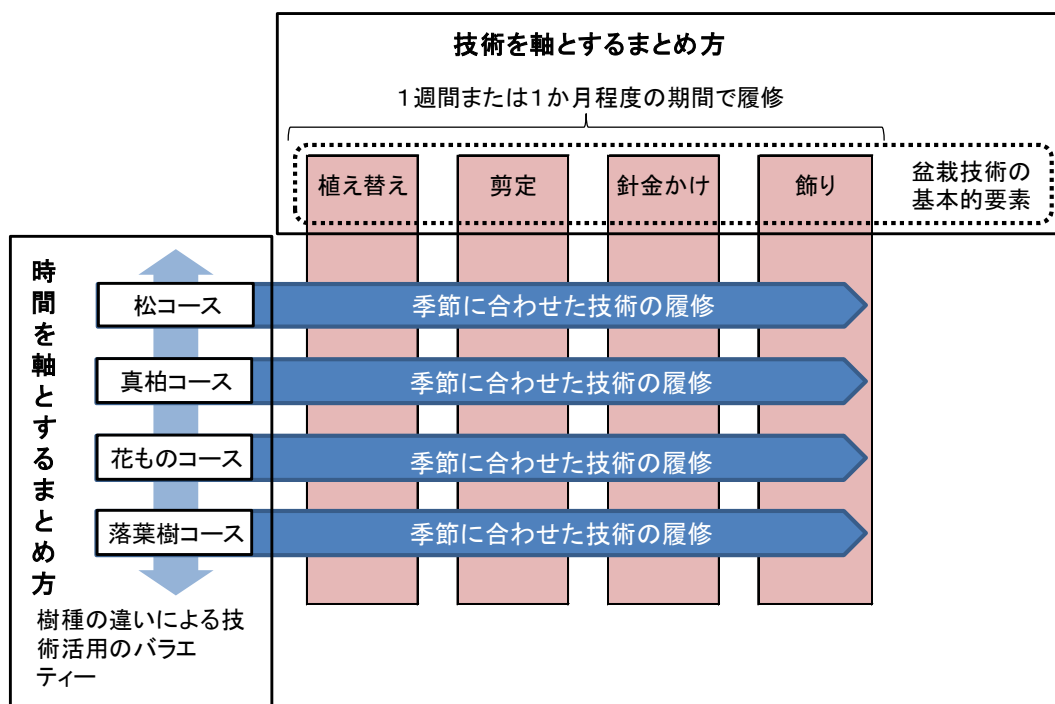 技術を軸とするまとめ方
１週間または１か月程度の期間で履修
植え替え
剪定
針金かけ
飾り
盆栽技術の
基本的要素
時間を軸とするまとめ方
松コース
季節に合わせた技術の履修
真柏コース
季節に合わせた技術の履修
花ものコース
季節に合わせた技術の履修
落葉樹コース
季節に合わせた技術の履修
樹種の違いによる技
術活用のバラエ
ティー